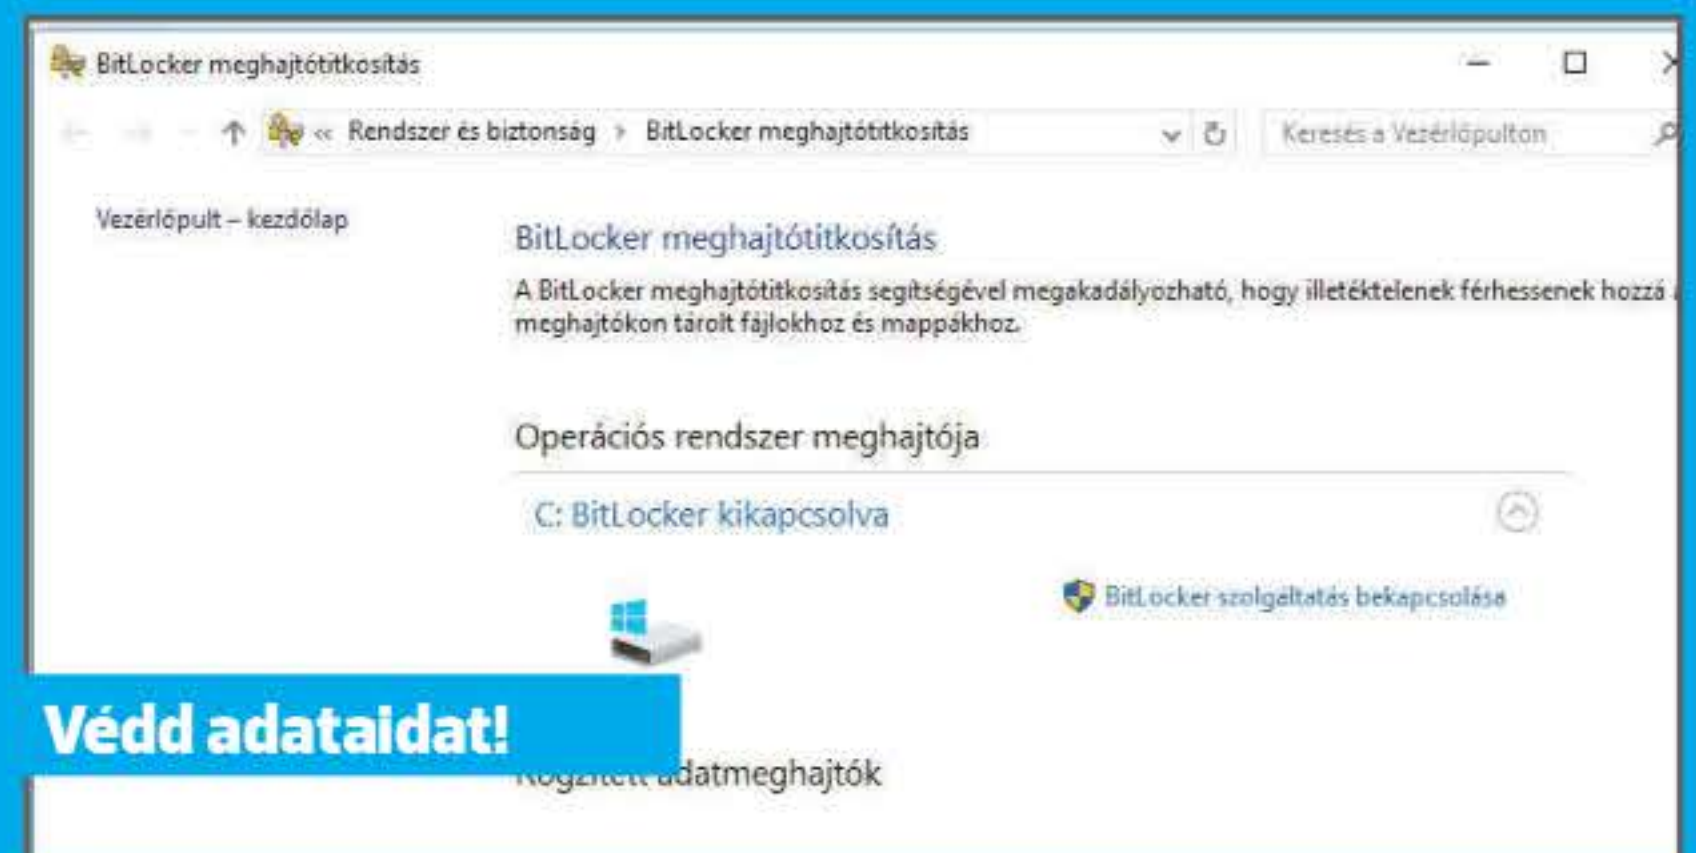 BitLocker meghajtótitkosítás
« Rendszer és biztonság › BitLocker meghajtótitkosítás
Keresés a Vezérlőpulton
Vezérlőpult – kezdőlap
BitLocker meghajtótitkosítás
A BitLocker meghajtótitkosítás segítségével megakadályozható, hogy illetéktelenek férhessenek hozzá a
meghajtókon tárolt fájlokhoz és mappákhoz.
Operációs rendszer meghajtója
C: BitLocker kikapcsolva
BitLocker szolgáltatás bekapcsolása
Védd adataidat!
Rögzített adatmeghajtók